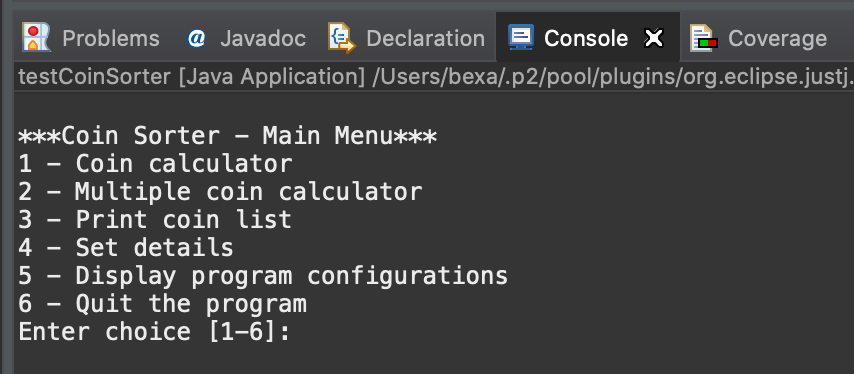 Problems @ Javadoc Declaration Console Coverage
testCoinSorter [Java Application] /Users/bexa/.p2/pool/plugins/org.eclipse.justj.
***Coin Sorter - Main Menu***
1 - Coin calculator
2 - Multiple coin calculator
3 - Print coin list
4 - Set details
5 - Display program configurations
6 - Quit the program
Enter choice [1-6]: